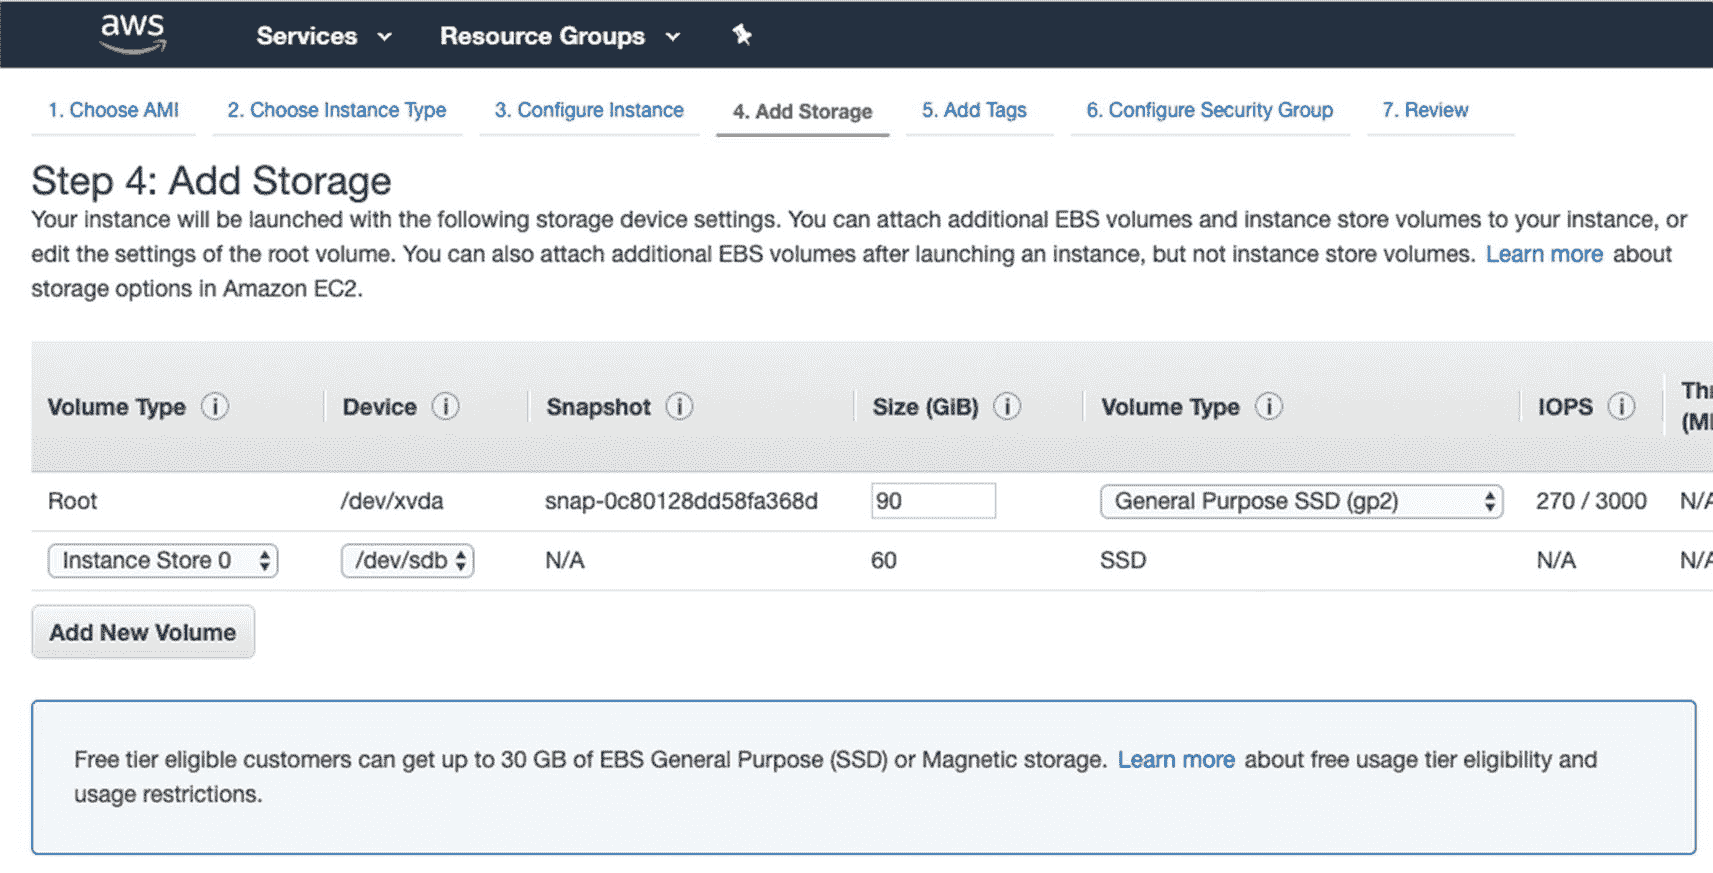 aws Services Resource Groups
1. Choose AMI 2. Choose Instance Type 3. Configure Instance 4. Add Storage 5. Add Tags 6. Configure Security Group 7. Review
Step 4: Add Storage
Your instance will be launched with the following storage device settings. You can attach additional EBS volumes and instance store volumes to your instance, or
edit the settings of the root volume. You can also attach additional EBS volumes after launching an instance, but not instance store volumes. Learn more about
storage options in Amazon EC2.
Volume Type i Device i Snapshot i Size (GiB) i Volume Type i IOPS i
Root /dev/xvda snap-0c80128dd58fa368d 90 General Purpose SSD (gp2) 270 / 3000 N/A
Instance Store 0 /dev/sdb N/A 60 SSD N/A N/A
Add New Volume
Free tier eligible customers can get up to 30 GB of EBS General Purpose (SSD) or Magnetic storage. Learn more about free usage tier eligibility and
usage restrictions.